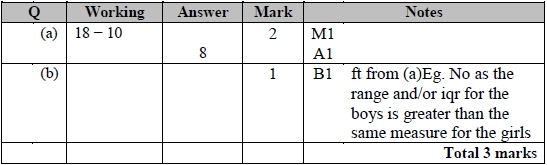 Q Working Answer Mark Notes
(a) 18 − 10 2 M1
8 A1
(b) 1 B1 ft from (a)Eg. No as the
range and/or iqr for the
boys is greater than the
same measure for the girls
Total 3 marks